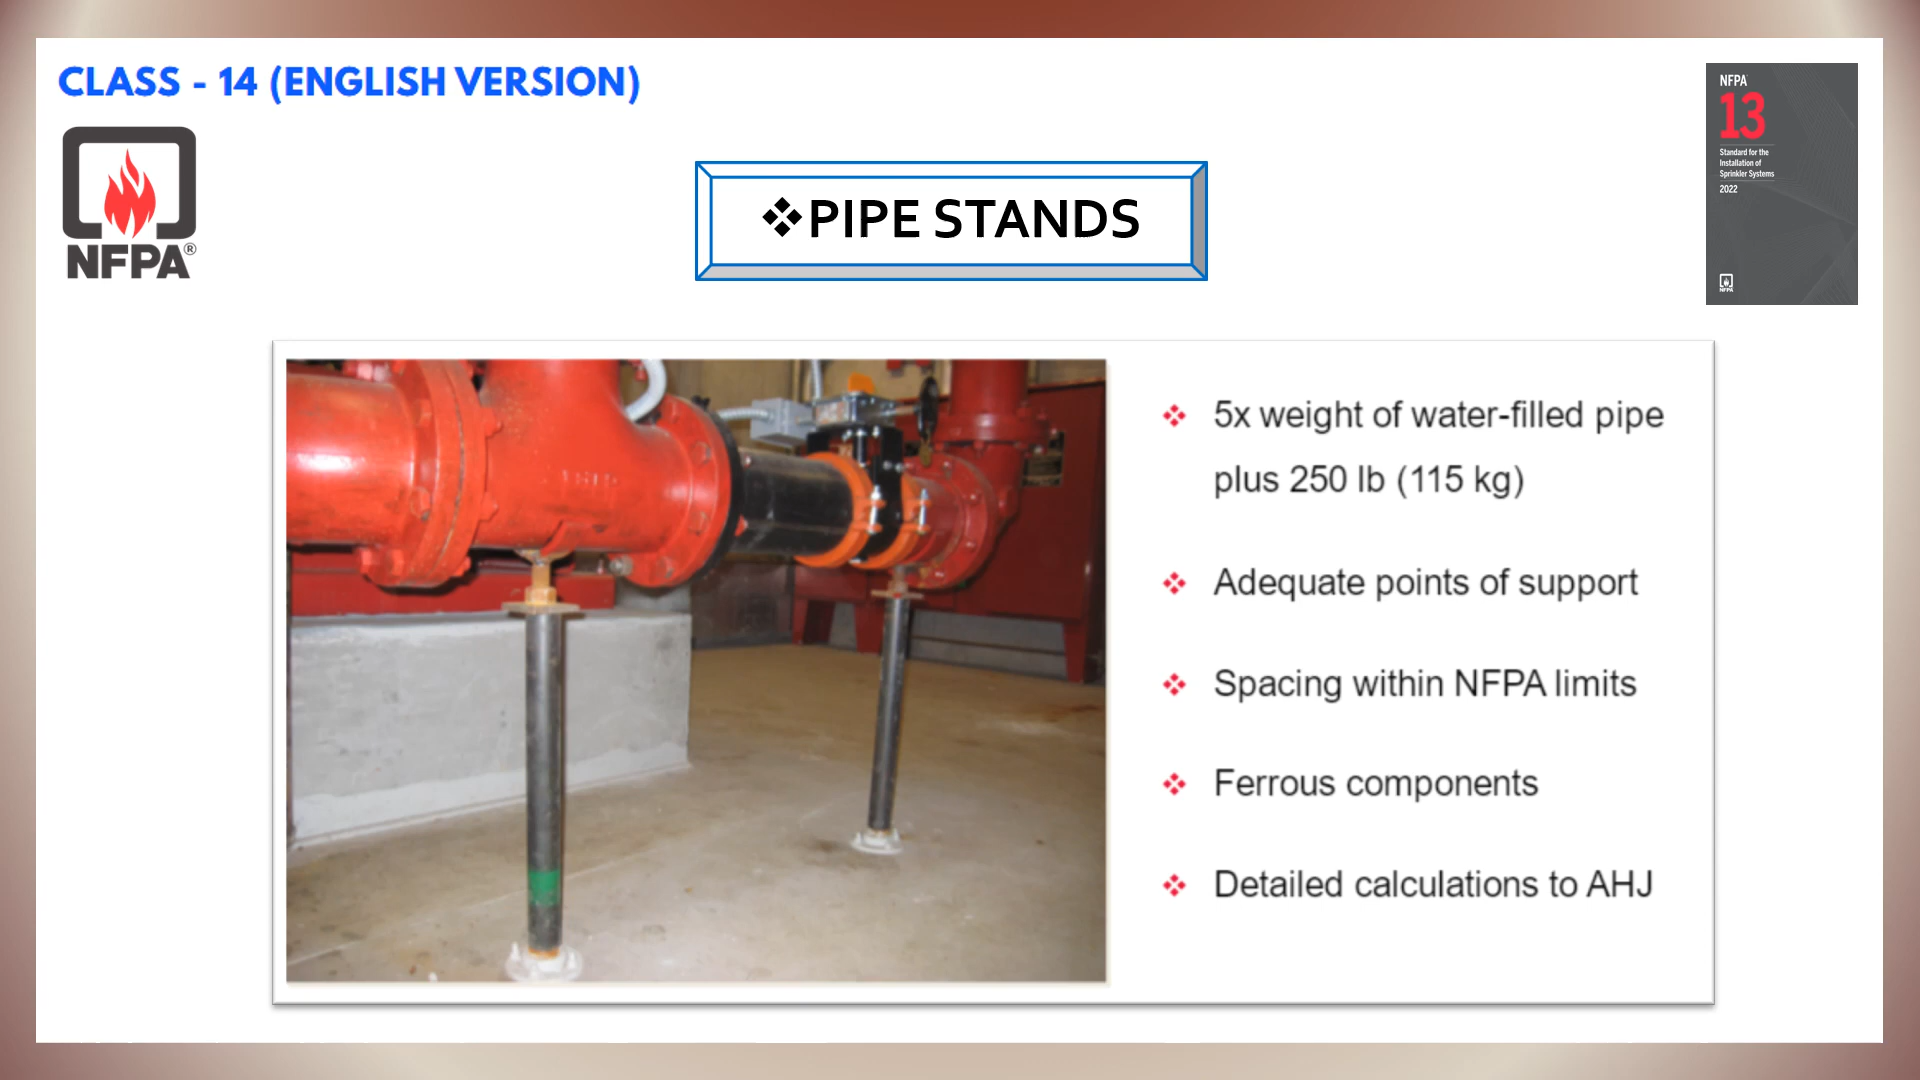 CLASS - 14 (ENGLISH VERSION)
NFPA®
NFPA
13
Standard for the
Installation of
Sprinkler Systems
2022
NFPA
❖PIPE STANDS
❖ 5x weight of water-filled pipe
plus 250 lb (115 kg)
❖ Adequate points of support
❖ Spacing within NFPA limits
❖ Ferrous components
❖ Detailed calculations to AHJ